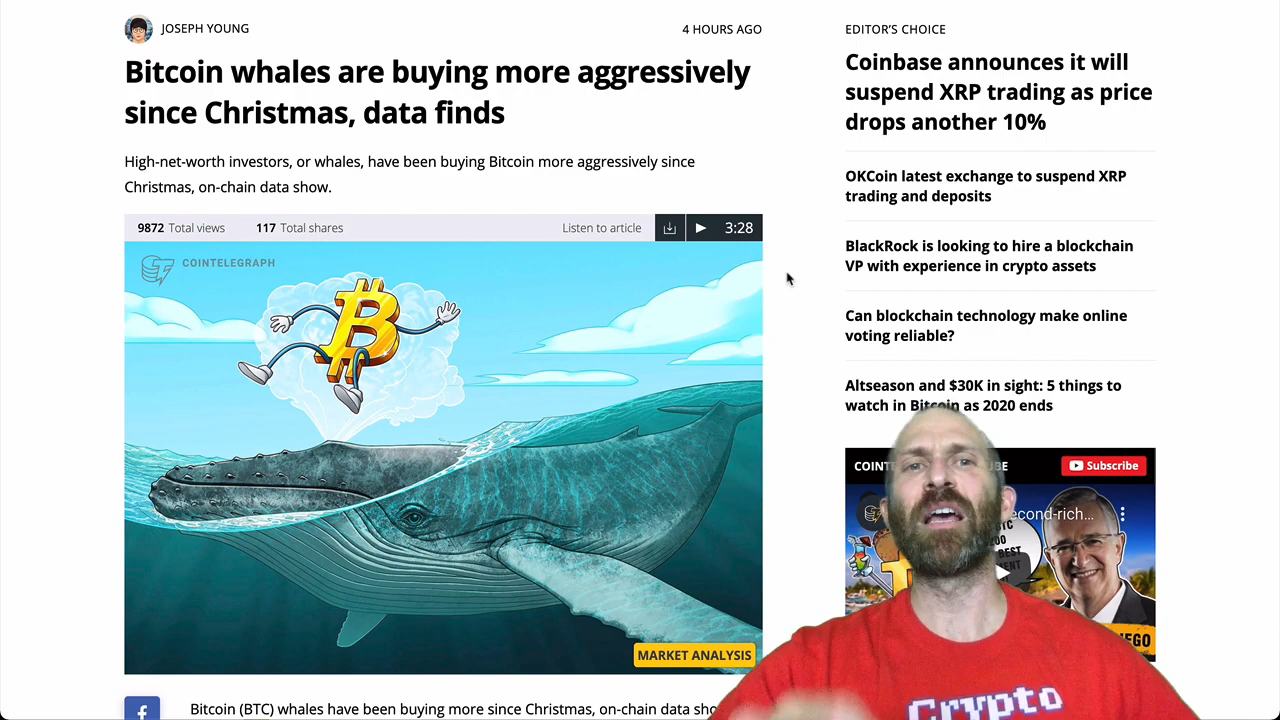 JOSEPH YOUNG
4 HOURS AGO
Bitcoin whales are buying more aggressively
since Christmas, data finds
High-net-worth investors, or whales, have been buying Bitcoin more aggressively since
Christmas, on-chain data show.
9872 Total views
117 Total shares
Listen to article
3:28
COINTELEGRAPH
MARKET ANALYSIS
Bitcoin (BTC) whales have been buying more since Christmas, on-chain data
EDITOR'S CHOICE
Coinbase announces it will
suspend XRP trading as price
drops another 10%
OKCoin latest exchange to suspend XRP
trading and deposits
BlackRock is looking to hire a blockchain
VP with experience in crypto assets
Can blockchain technology make online
voting reliable?
Altseason and $30K in sight: 5 things to
watch in Bitcoin as 2020 ends
Subscribe
Crypto